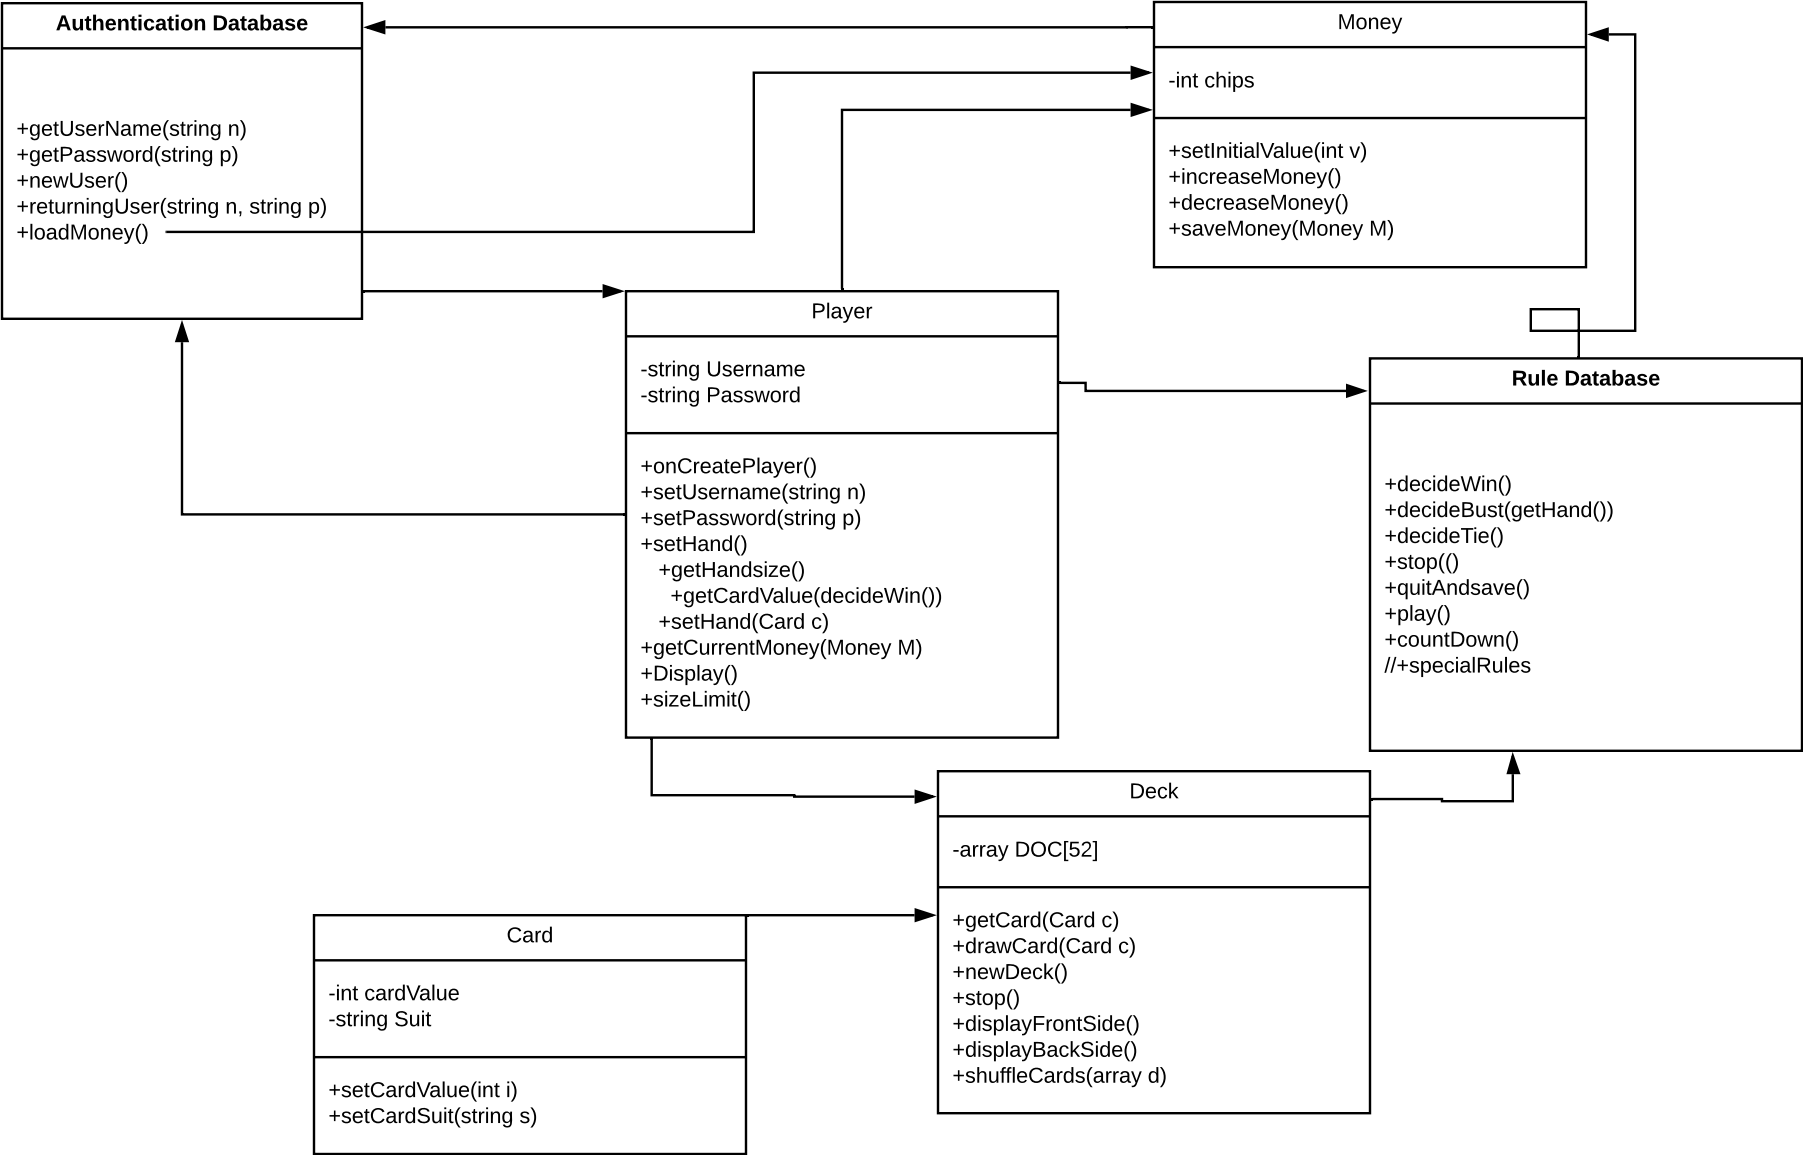 Authentication Database
+getUserName(string n)
+getPassword(string p)
+newUser()
+returningUser(string n, string p)
+loadMoney()
Money
-int chips
+setInitialValue(int v)
+increaseMoney()
+decreaseMoney()
+saveMoney(Money M)
Player
-string Username
-string Password
+onCreatePlayer()
+setUsername(string n)
+setPassword(string p)
+setHand()
+getHandsize()
+getCardValue(decideWin())
+setHand(Card c)
+getCurrentMoney(Money M)
+Display()
+sizeLimit()
Rule Database
+decideWin()
+decideBust(getHand())
+decideTie()
+stop(()
+quitAndsave()
+play()
+countDown()
//+specialRules
Deck
-array DOC[52]
+getCard(Card c)
+drawCard(Card c)
+newDeck()
+stop()
+displayFrontSide()
+displayBackSide()
+shuffleCards(array d)
Card
-int cardValue
-string Suit
+setCardValue(int i)
+setCardSuit(string s)